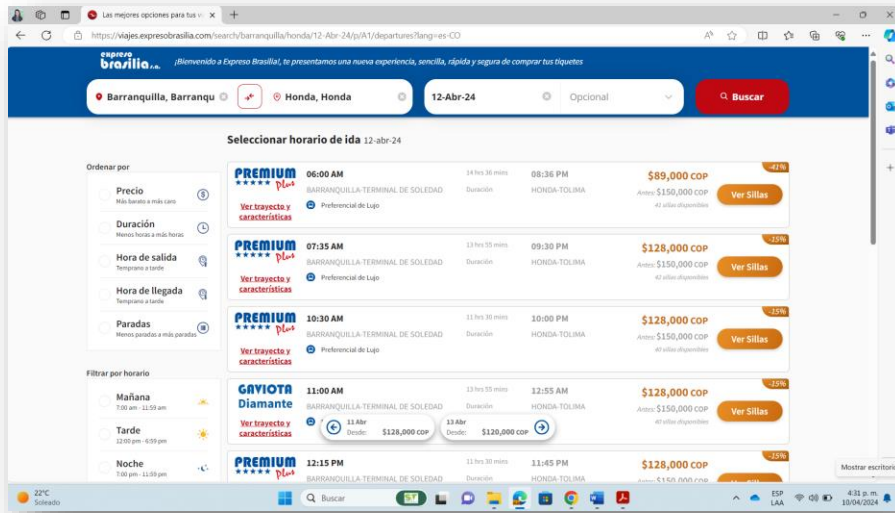 Las mejores opciones para tus v
https://viajes.expresobrasilia.com/search/barranquilla/honda/12-Abr-24/p/A1/departures?lang=es-CO
expreso
brasilia s.a.
¡Bienvenido a Expreso Brasilia!, te presentamos una nueva experiencia, sencilla, rápida y segura de comprar tus tiquetes
Barranquilla, Barranqu
Honda, Honda
12-Abr-24
Opcional
Buscar
Seleccionar horario de ida 12-abr-24
Ordenar por
Precio
Más barato a más caro
Duración
Menos horas a más horas
Hora de salida
Temprano a tarde
Hora de llegada
Temprano a tarde
Paradas
Menos paradas a más paradas
Filtrar por horario
Mañana
7:00 am - 11:59 am
Tarde
12:00 pm - 6:59 pm
Noche
7:00 pm - 11:59 pm
PREMIUM Plus
06:00 AM 14 hrs 36 mins 08:36 PM $89,000 COP -41%
BARRANQUILLA-TERMINAL DE SOLEDAD Duración HONDA-TOLIMA Antes: $150,000 COP Ver Sillas
Ver trayecto y características
Preferencial de Lujo 41 sillas disponibles
PREMIUM Plus
07:35 AM 13 hrs 55 mins 09:30 PM $128,000 COP -15%
BARRANQUILLA-TERMINAL DE SOLEDAD Duración HONDA-TOLIMA Antes: $150,000 COP Ver Sillas
Ver trayecto y características
Preferencial de Lujo 42 sillas disponibles
PREMIUM Plus
10:30 AM 11 hrs 30 mins 10:00 PM $128,000 COP -15%
BARRANQUILLA-TERMINAL DE SOLEDAD Duración HONDA-TOLIMA Antes: $150,000 COP Ver Sillas
Ver trayecto y características
Preferencial de Lujo 40 sillas disponibles
GAVIOTA Diamante
11:00 AM 13 hrs 55 mins 12:55 AM $128,000 COP -15%
BARRANQUILLA-TERMINAL DE SOLEDAD Duración HONDA-TOLIMA Antes: $150,000 COP Ver Sillas
Ver trayecto y características
40 sillas disponibles
11 Abr
Desde: $128,000 COP
13 Abr
Desde: $120,000 COP
PREMIUM Plus
12:15 PM 11 hrs 30 mins 11:45 PM $128,000 COP -15%
BARRANQUILLA-TERMINAL DE SOLEDAD Duración HONDA-TOLIMA Antes: $150,000 COP
Mostrar escritorio
22°C
Soleado
Buscar
ESP
LAA
4:31 p. m.
10/04/2024